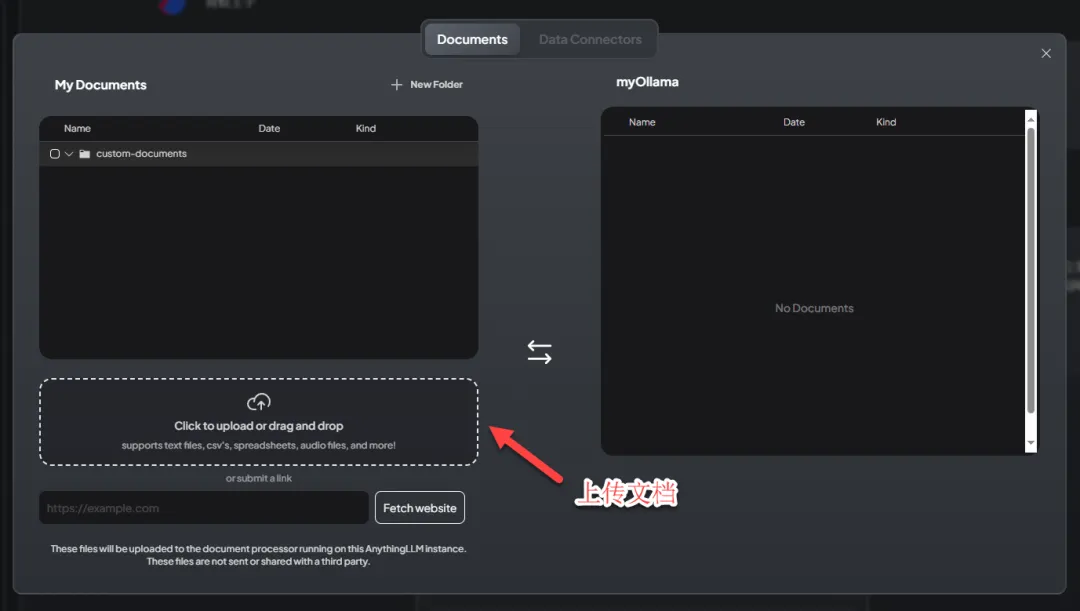 Documents
Data Connectors
My Documents
New Folder
Name Date Kind
custom-documents
Click to upload or drag and drop
supports text files, csv's, spreadsheets, audio files, and more!
or submit a link
https://example.com
Fetch website
These files will be uploaded to the document processor running on this AnythingLLM instance.
These files are not sent or shared with a third party.
myOllama
Name Date Kind
No Documents
上传文档